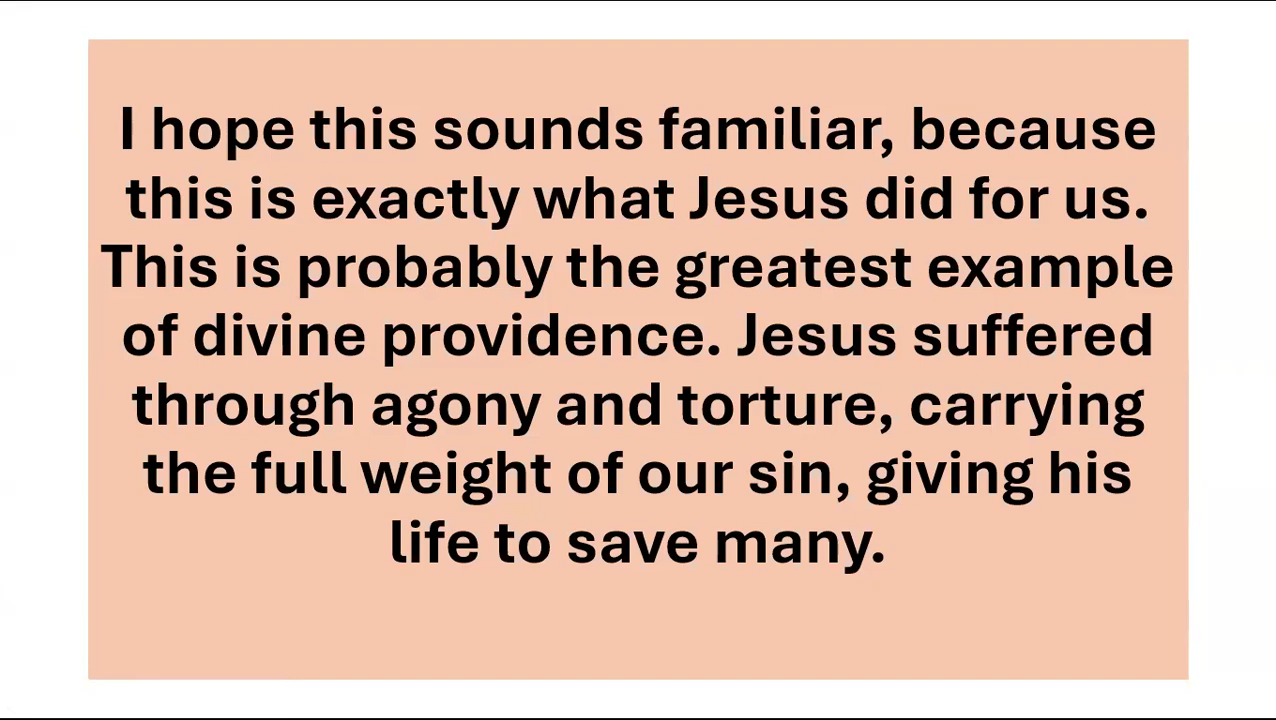 I hope this sounds familiar, because
this is exactly what Jesus did for us.
This is probably the greatest example
of divine providence. Jesus suffered
through agony and torture, carrying
the full weight of our sin, giving his
life to save many.